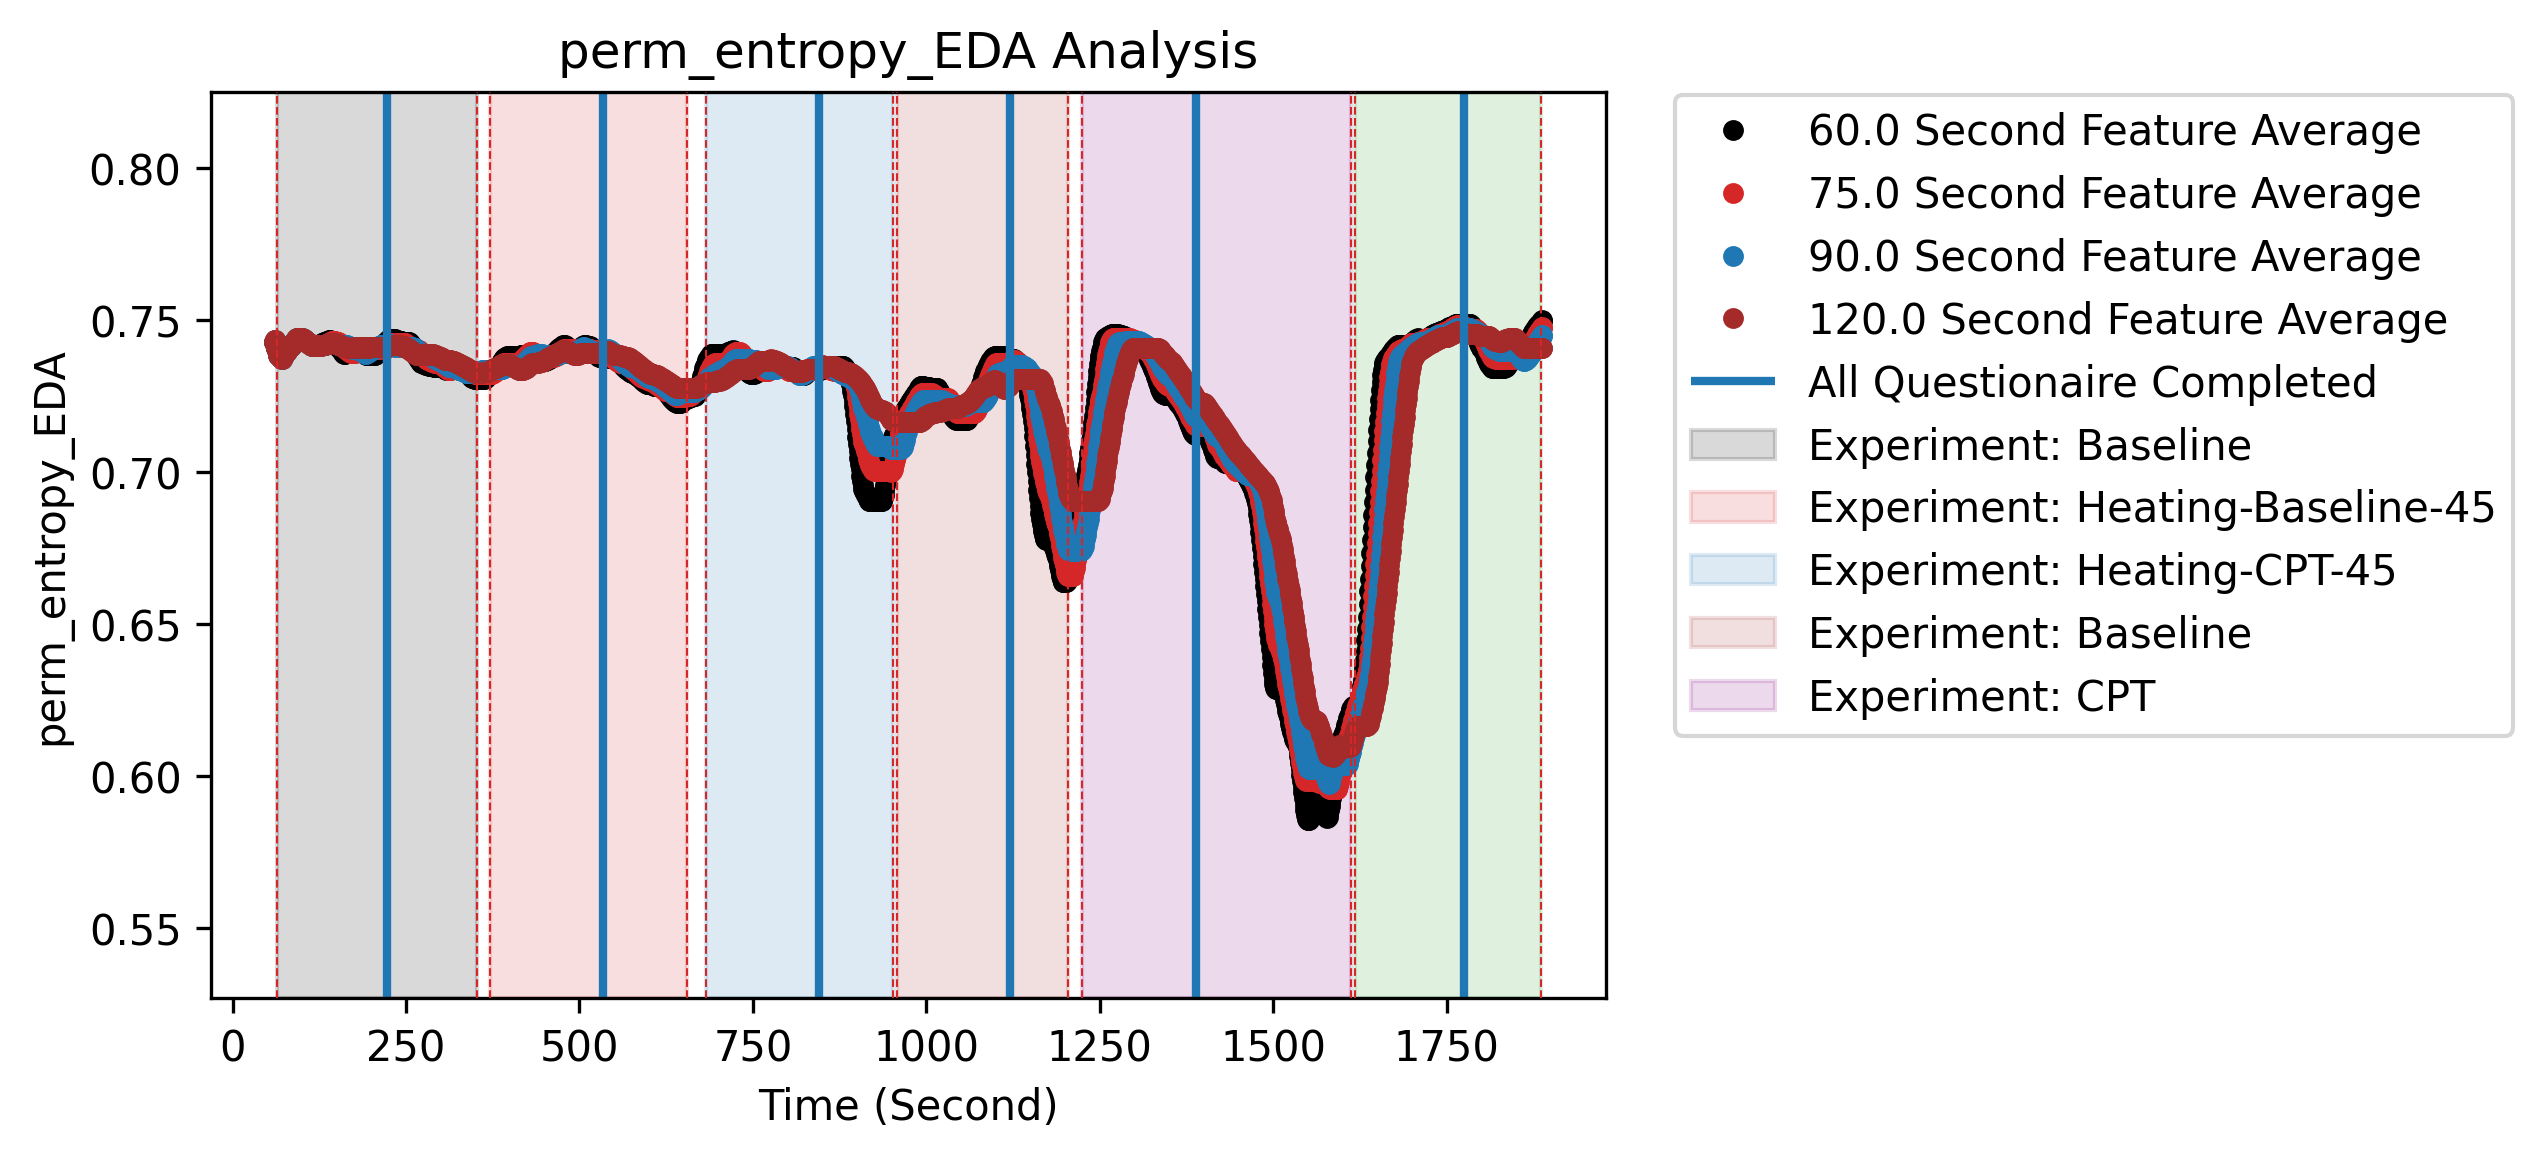 perm_entropy_EDA Analysis
perm_entropy_EDA
0.80
0.75
0.70
0.65
0.60
0.55
0 250 500 750 1000 1250 1500 1750
Time (Second)
60.0 Second Feature Average
75.0 Second Feature Average
90.0 Second Feature Average
120.0 Second Feature Average
All Questionaire Completed
Experiment: Baseline
Experiment: Heating-Baseline-45
Experiment: Heating-CPT-45
Experiment: Baseline
Experiment: CPT